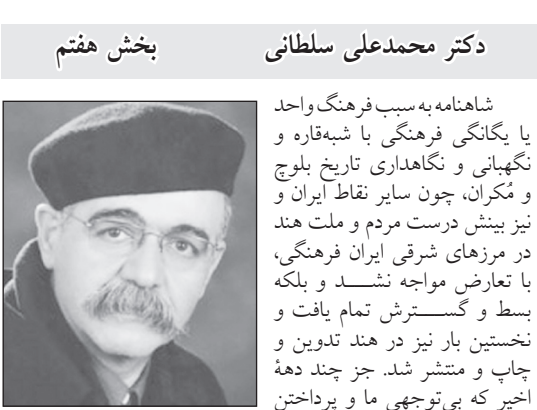 دکتر محمدعلی سلطانی
بخش هفتم
شاهنامه به سبب فرهنگ واحد
یا یگانگی فرهنگی با شبه‌قاره و
نگهبانی و نگاهداری تاریخ بلوچ
و مُکران، چون سایر نقاط ایران و
نیز بینش درست مردم و ملت هند
در مرزهای شرقی ایران فرهنگی،
با تعارض مواجه نشــــد و بلکه
بسط و گســــترش تمام یافت و
نخستین بار نیز در هند تدوین و
چاپ و منتشر شد. جز چند دههٔ
اخیر که بی‌توجهی ما و پرداختن